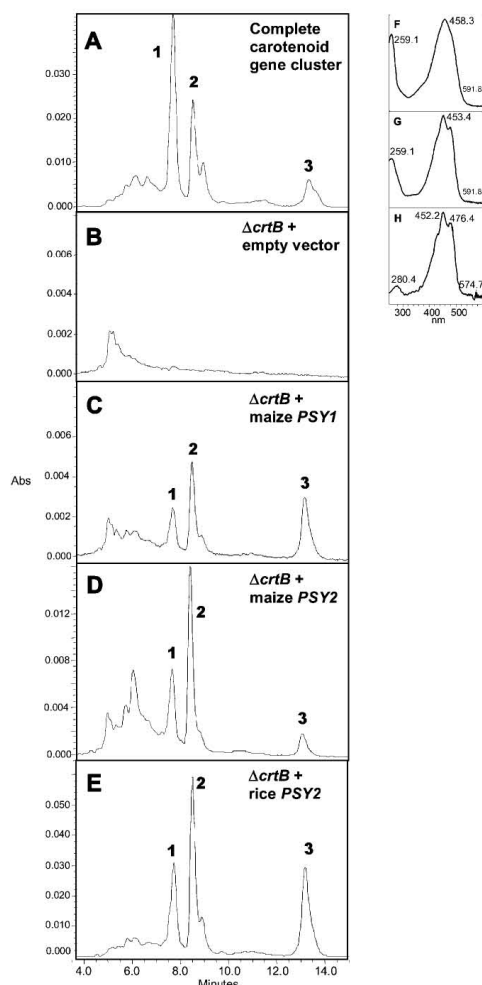 A
Complete
carotenoid
gene cluster
1
2
3
0.030
0.020
0.010
0.000
B
ΔcrtB +
empty vector
0.006
0.004
0.002
0.000
C
ΔcrtB +
maize PSY1
0.006
0.004
0.002
0.000
1
2
3
Abs
D
ΔcrtB +
maize PSY2
0.012
0.008
0.004
0.000
1
2
3
E
ΔcrtB +
rice PSY2
0.050
0.040
0.030
0.020
0.010
0.000
1
2
3
4.0 6.0 8.0 10.0 12.0 14.0
Minutes
F
458.3
259.1
591.8
G
453.4
259.1
591.8
H
452.2 476.4
280.4
574.7
300 400 500
nm